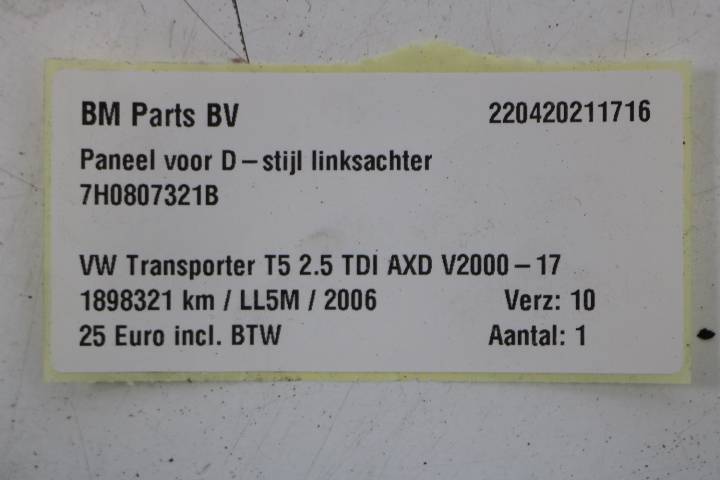 BM Parts BV 220420211716
Paneel voor D-stijl linksachter
7H0807321B
VW Transporter T5 2.5 TDI AXD V2000-17
1898321 km / LL5M / 2006 Verz: 10
25 Euro incl. BTW Aantal: 1